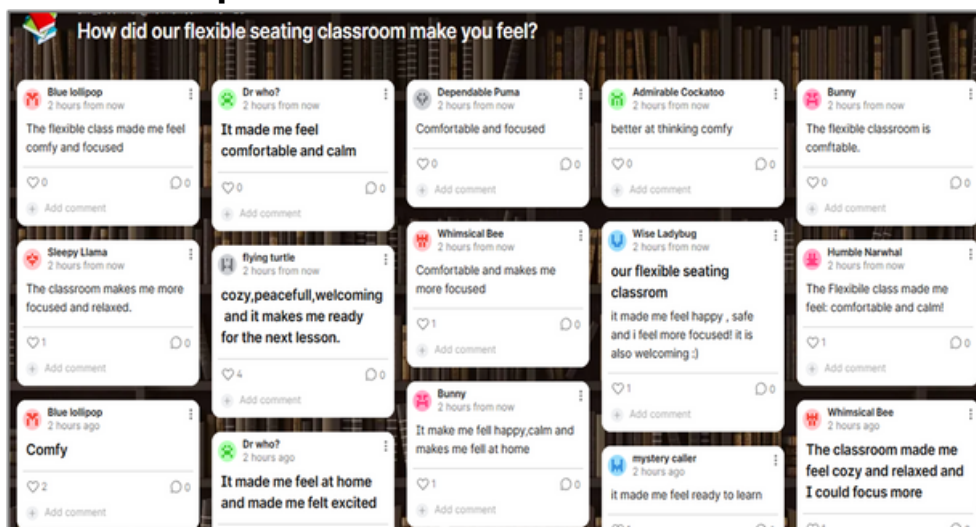 How did our flexible seating classroom make you feel?
Blue lollipop
2 hours from now
The flexible class made me feel
comfy and focused
0
0
Add comment
Sleepy Llama
2 hours from now
The classroom makes me more
focused and relaxed.
1
0
Add comment
Blue lollipop
2 hours ago
Comfy
2
0
Add comment
Dr who?
2 hours from now
It made me feel
comfortable and calm
0
0
Add comment
flying turtle
2 hours from now
cozy,peacefull,welcoming
and it makes me ready
for the next lesson.
4
0
Add comment
Dr who?
2 hours ago
It made me feel at home
and made me felt excited
Dependable Puma
2 hours from now
Comfortable and focused
0
0
Add comment
Whimsical Bee
2 hours from now
Comfortable and makes me
more focused
1
0
Add comment
Bunny
2 hours from now
It make me fell happy,calm and
makes me fell at home
1
0
Add comment
Admirable Cockatoo
2 hours from now
better at thinking comfy
0
0
Add comment
Wise Ladybug
2 hours from now
our flexible seating
classrom
it made me feel happy , safe
and i feel more focused! it is
also welcoming :)
1
0
Add comment
mystery caller
2 hours ago
it made me feel ready to learn
Bunny
2 hours from now
The flexible classroom is
comftable.
0
0
Add comment
Humble Narwhal
2 hours from now
The Flexibile class made me
feel: comfortable and calm!
1
0
Add comment
Whimsical Bee
2 hours ago
The classroom made me
feel cozy and relaxed and
I could focus more